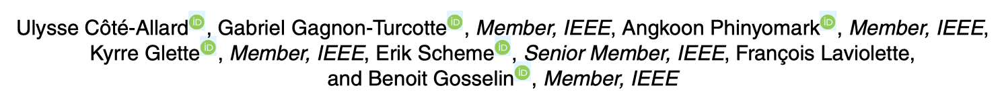 Ulysse Côté-Allard, Gabriel Gagnon-Turcotte, Member, IEEE, Angkoon Phinyomark, Member, IEEE,
Kyrre Glette, Member, IEEE, Erik Scheme, Senior Member, IEEE, François Laviolette,
and Benoit Gosselin, Member, IEEE